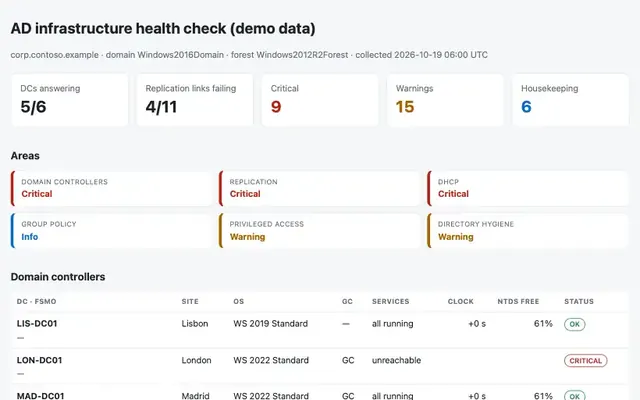 AD infrastructure health check (demo data)
corp.contoso.example · domain Windows2016Domain · forest Windows2012R2Forest · collected 2026-10-19 06:00 UTC
DCs answering
5/6
Replication links failing
4/11
Critical
9
Warnings
15
Housekeeping
6
Areas
DOMAIN CONTROLLERS
Critical
REPLICATION
Critical
DHCP
Critical
GROUP POLICY
Info
PRIVILEGED ACCESS
Warning
DIRECTORY HYGIENE
Warning
Domain controllers
DC · FSMO SITE OS GC SERVICES CLOCK NTDS FREE STATUS
LIS-DC01 Lisbon WS 2019 Standard — all running +0 s 61% OK
—
LON-DC01 London WS 2022 Standard GC unreachable CRITICAL
—
MAD-DC01 Madrid WS 2022 Standard GC all running +0 s 61% OK